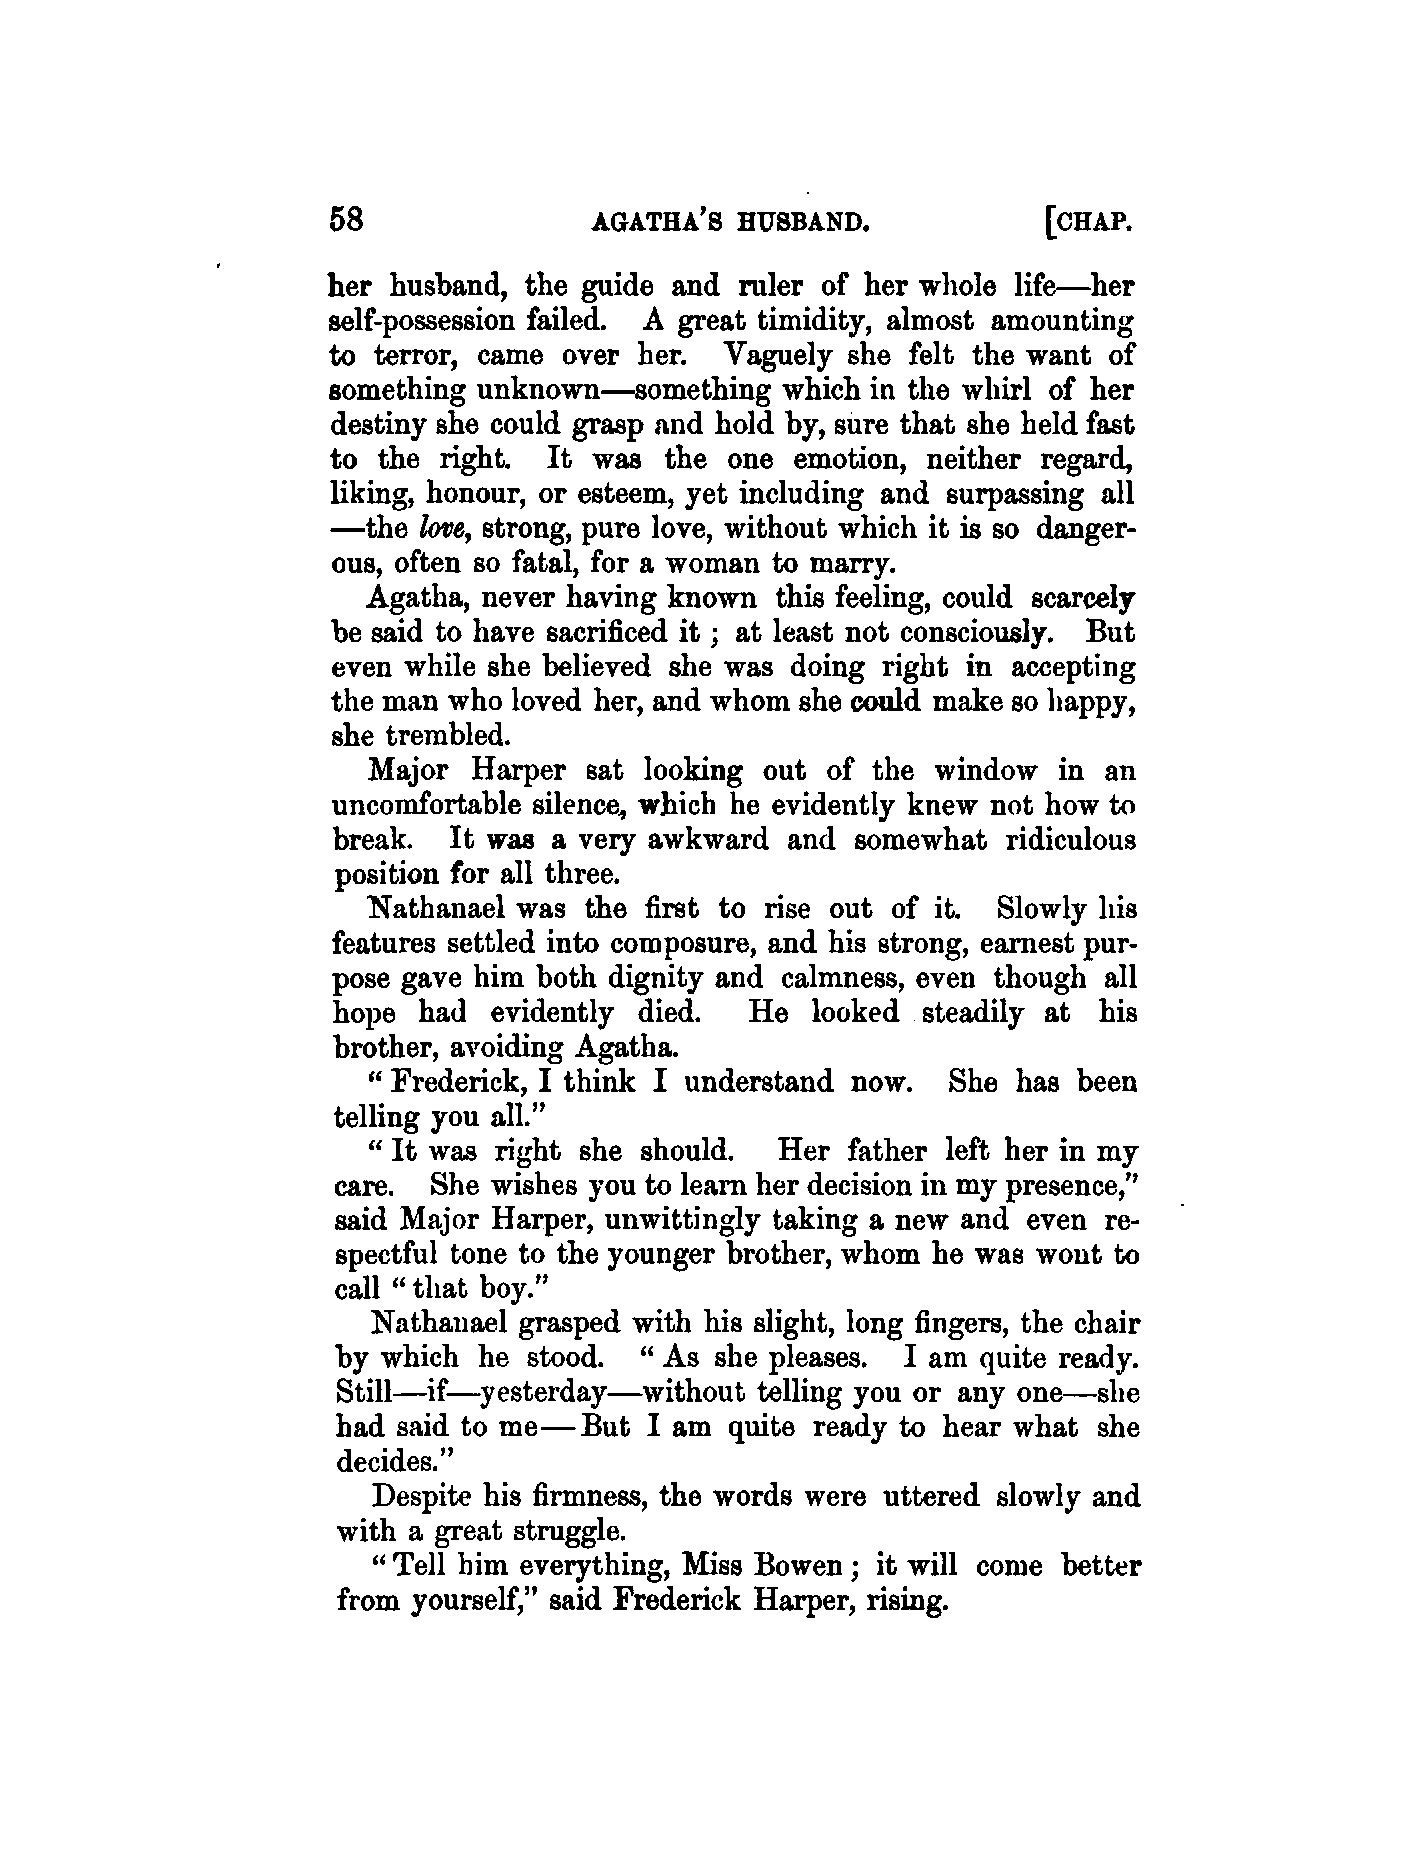 58 AGATHA'S HUSBAND. [CHAP.
her husband, the guide and ruler of her whole life—her
self-possession failed. A great timidity, almost amounting
to terror, came over her. Vaguely she felt the want of
something unknown—something which in the whirl of her
destiny she could grasp and hold by, sure that she held fast
to the right. It was the one emotion, neither regard,
liking, honour, or esteem, yet including and surpassing all
—the love, strong, pure love, without which it is so danger-
ous, often so fatal, for a woman to marry.
Agatha, never having known this feeling, could scarcely
be said to have sacrificed it ; at least not consciously. But
even while she believed she was doing right in accepting
the man who loved her, and whom she could make so happy,
she trembled.
Major Harper sat looking out of the window in an
uncomfortable silence, which he evidently knew not how to
break. It was a very awkward and somewhat ridiculous
position for all three.
Nathanael was the first to rise out of it. Slowly his
features settled into composure, and his strong, earnest pur-
pose gave him both dignity and calmness, even though all
hope had evidently died. He looked steadily at his
brother, avoiding Agatha.
" Frederick, I think I understand now. She has been
telling you all."
" It was right she should. Her father left her in my
care. She wishes you to learn her decision in my presence,"
said Major Harper, unwittingly taking a new and even re-
spectful tone to the younger brother, whom he was wont to
call " that boy."
Nathanael grasped with his slight, long fingers, the chair
by which he stood. " As she pleases. I am quite ready.
Still—if—yesterday—without telling you or any one—she
had said to me—But I am quite ready to hear what she
decides."
Despite his firmness, the words were uttered slowly and
with a great struggle.
" Tell him everything, Miss Bowen ; it will come better
from yourself," said Frederick Harper, rising.